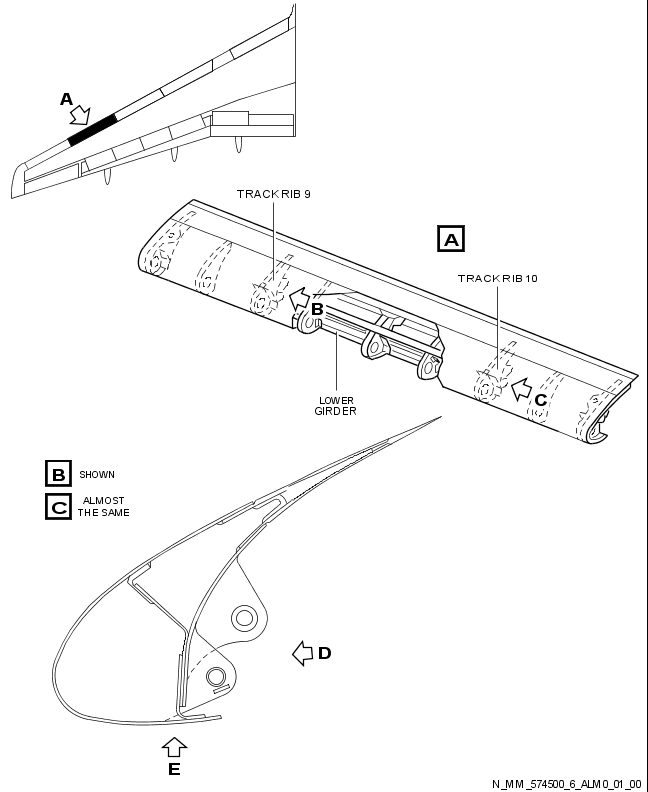 A
TRACK RIB 9
A
TRACK RIB 10
B
C
LOWER
GIRDER
B SHOWN
C ALMOST
THE SAME
D
E
N_MM_574500_6_ALM0_01_00